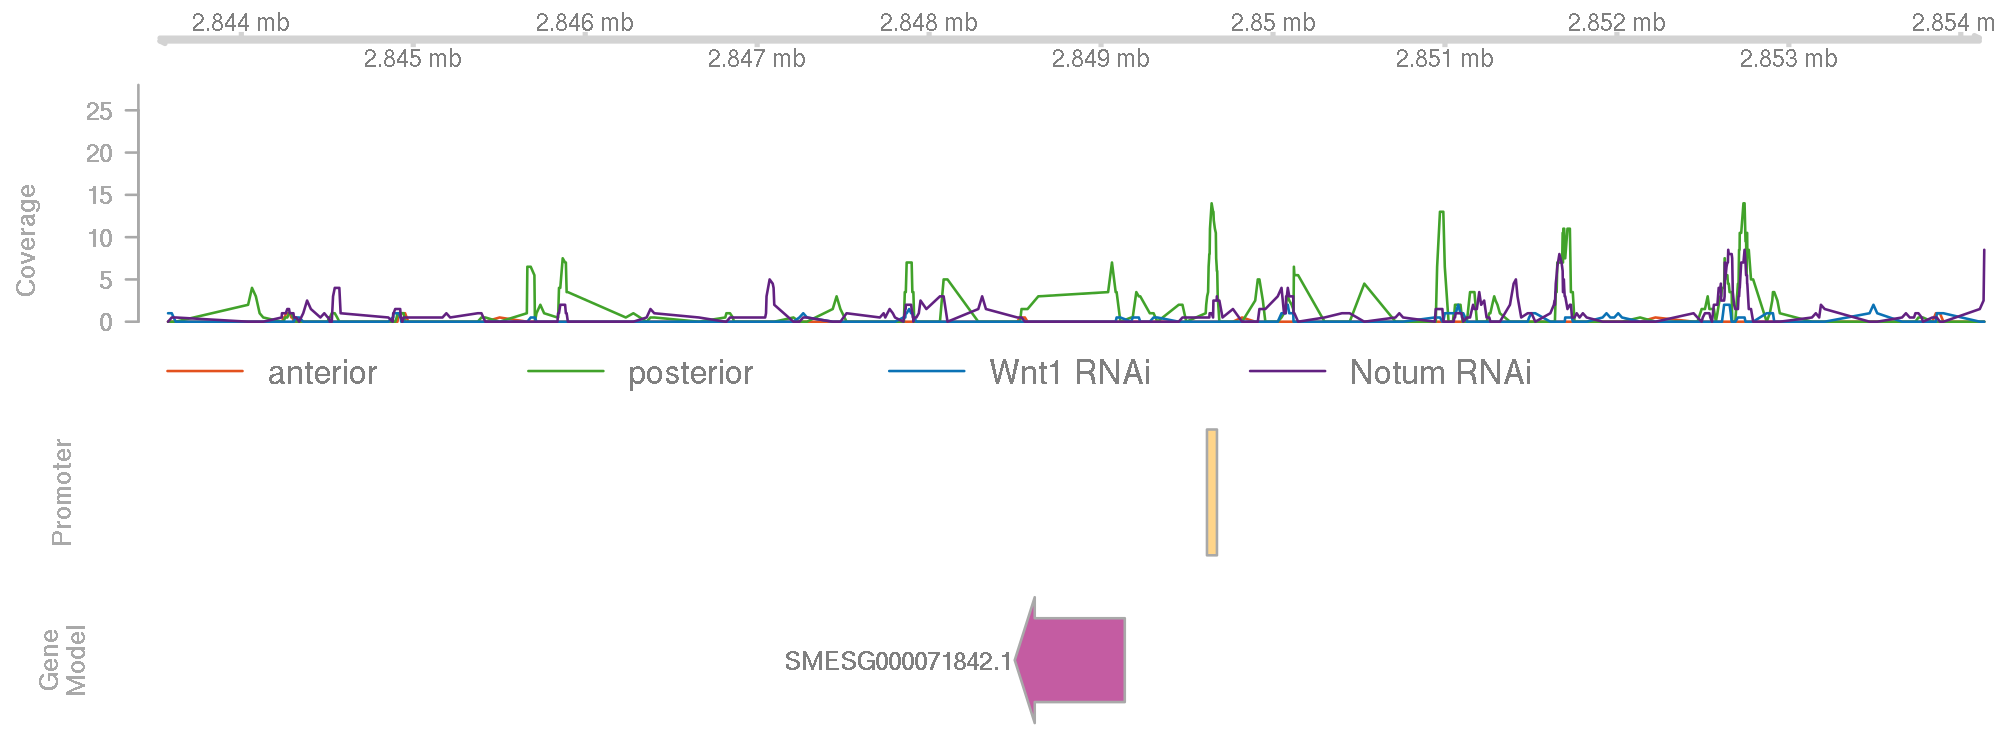 2.844 mb 2.846 mb 2.848 mb 2.85 mb 2.852 mb 2.854 m
2.845 mb 2.847 mb 2.849 mb 2.851 mb 2.853 mb
Coverage
25
20
15
10
5
0
anterior posterior Wnt1 RNAi Notum RNAi
Promoter
Gene
Model
SMESG000071842.1